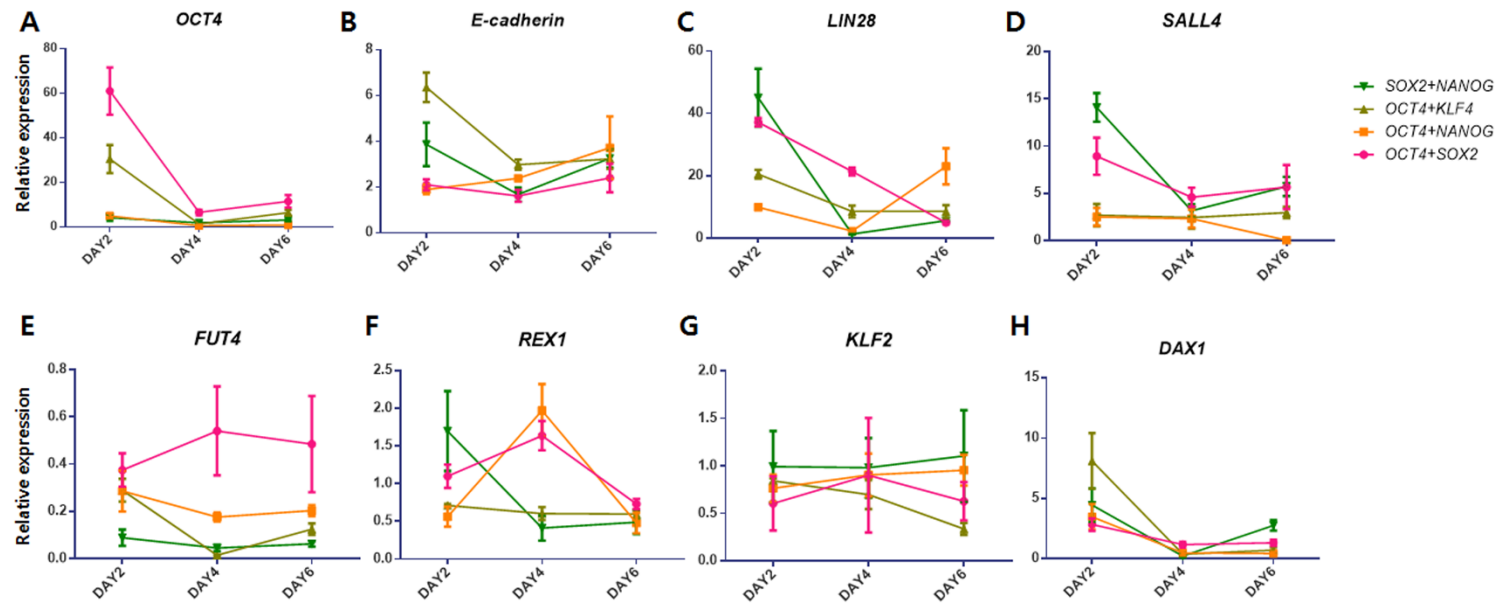 A
OCT4
Relative expression
80
60
40
20
0
DAY2
DAY4
DAY6
B
E-cadherin
8
6
4
2
0
DAY2
DAY4
DAY6
C
LIN28
60
40
20
0
DAY2
DAY4
DAY6
D
SALL4
20
15
10
5
0
DAY2
DAY4
DAY6
SOX2+NANOG
OCT4+KLF4
OCT4+NANOG
OCT4+SOX2
E
FUT4
Relative expression
0.8
0.6
0.4
0.2
0.0
DAY2
DAY4
DAY6
F
REX1
2.5
2.0
1.5
1.0
0.5
0.0
DAY2
DAY4
DAY6
G
KLF2
2.0
1.5
1.0
0.5
0.0
DAY2
DAY4
DAY6
H
DAX1
15
10
5
0
DAY2
DAY4
DAY6